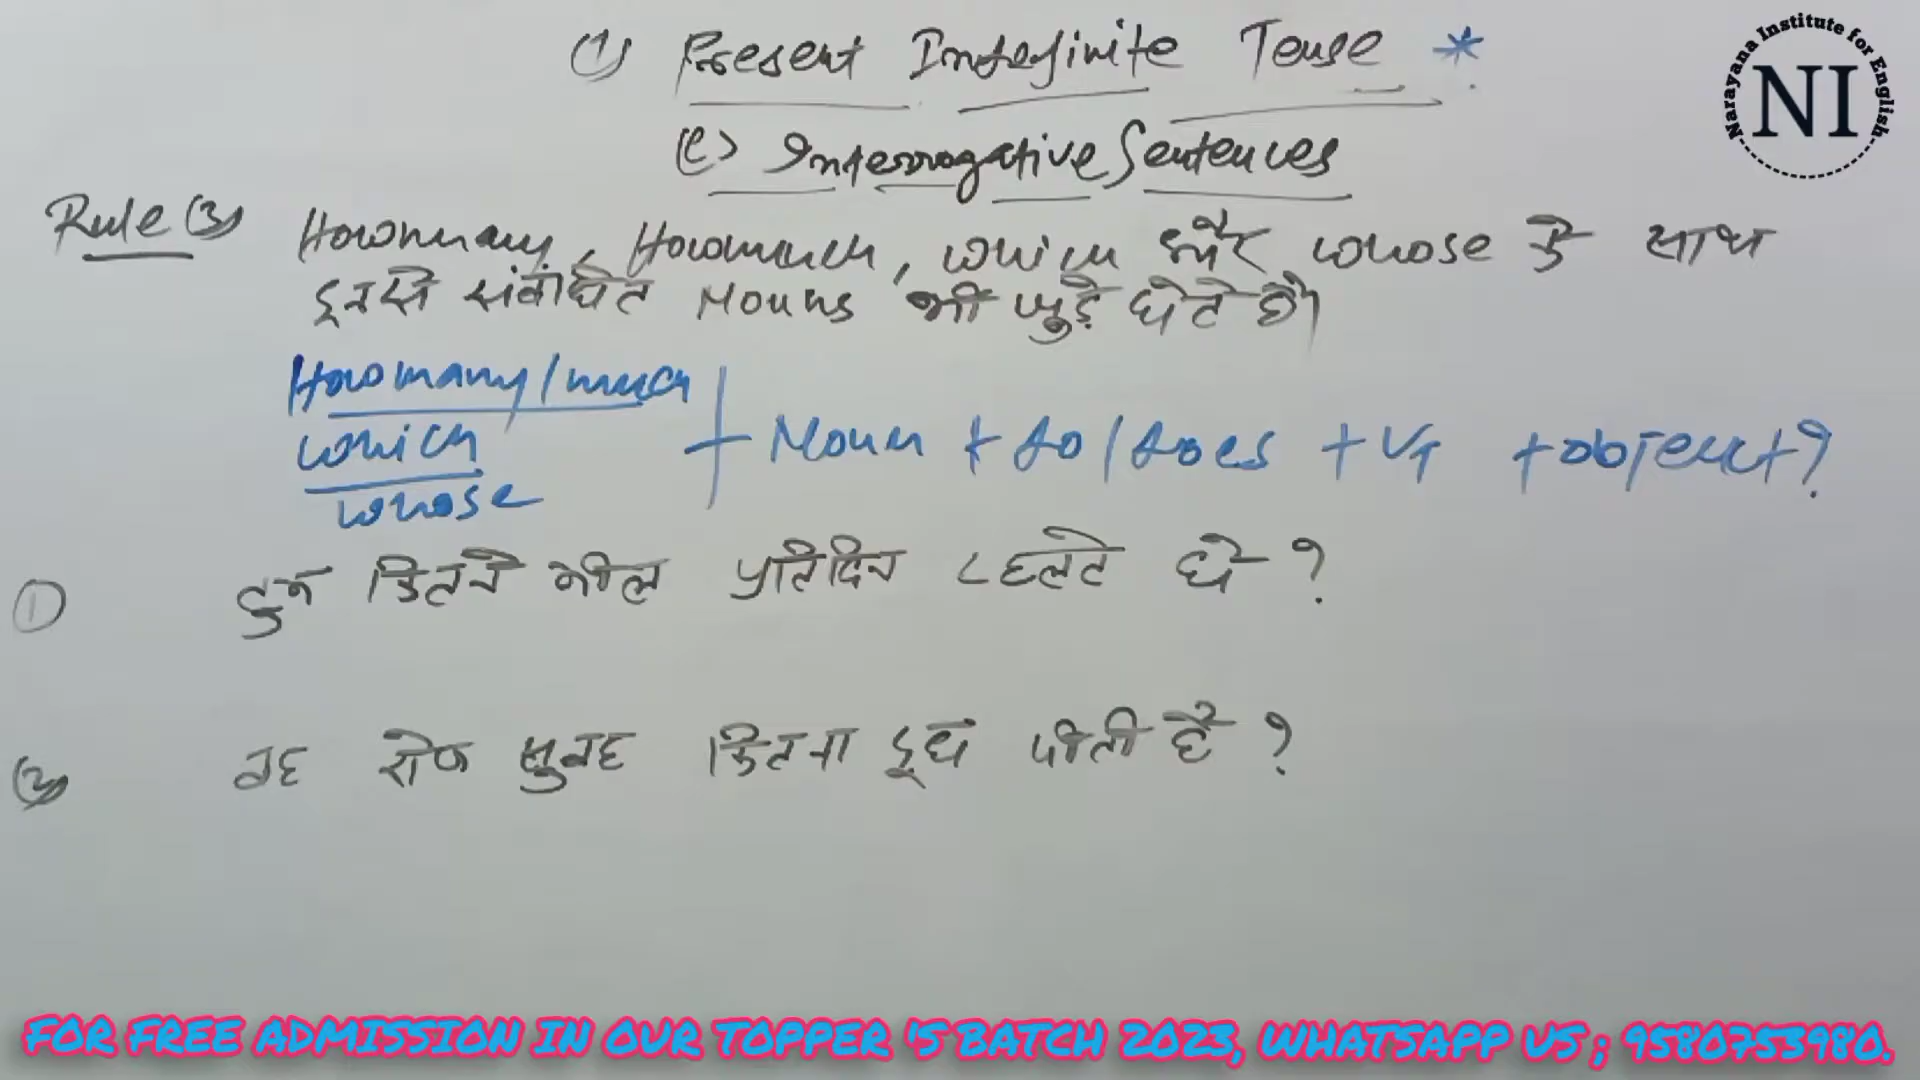 (1) Present Indefinite Tense *
(C) Interrogative Sentences
Narayana Institute for English
NI
Rule (3) How many, How much, which और whose के साथ
इनसे संबंधित Nouns भी जुड़े होते हैं।
How many / much
which
whose
+ Noun + do / does + V1 + object ?
① तुम कितने मील प्रतिदिन टहलते हो ?
(2) वह रोज सुबह कितना दूध पीती है ?
FOR FREE ADMISSION IN OUR TOPPER 'S BATCH 2023, WHATSAPP US ; 9580753980.